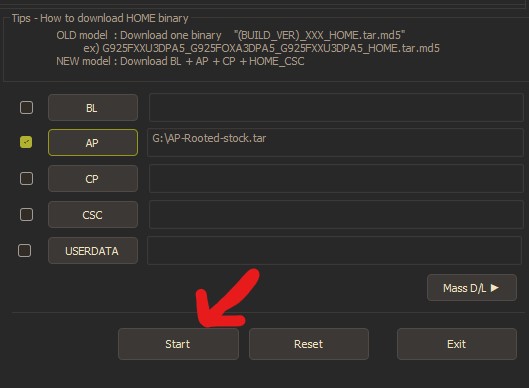 Tips - How to download HOME binary
OLD model : Download one binary "(BUILD_VER)_XXX_HOME.tar.md5"
ex) G925FXXU3DPA5_G925FOXA3DPA5_G925FXXU3DPA5_HOME.tar.md5
NEW model : Download BL + AP + CP + HOME_CSC
BL
AP G:\AP-Rooted-stock.tar
CP
CSC
USERDATA
Mass D/L ►
Start Reset Exit